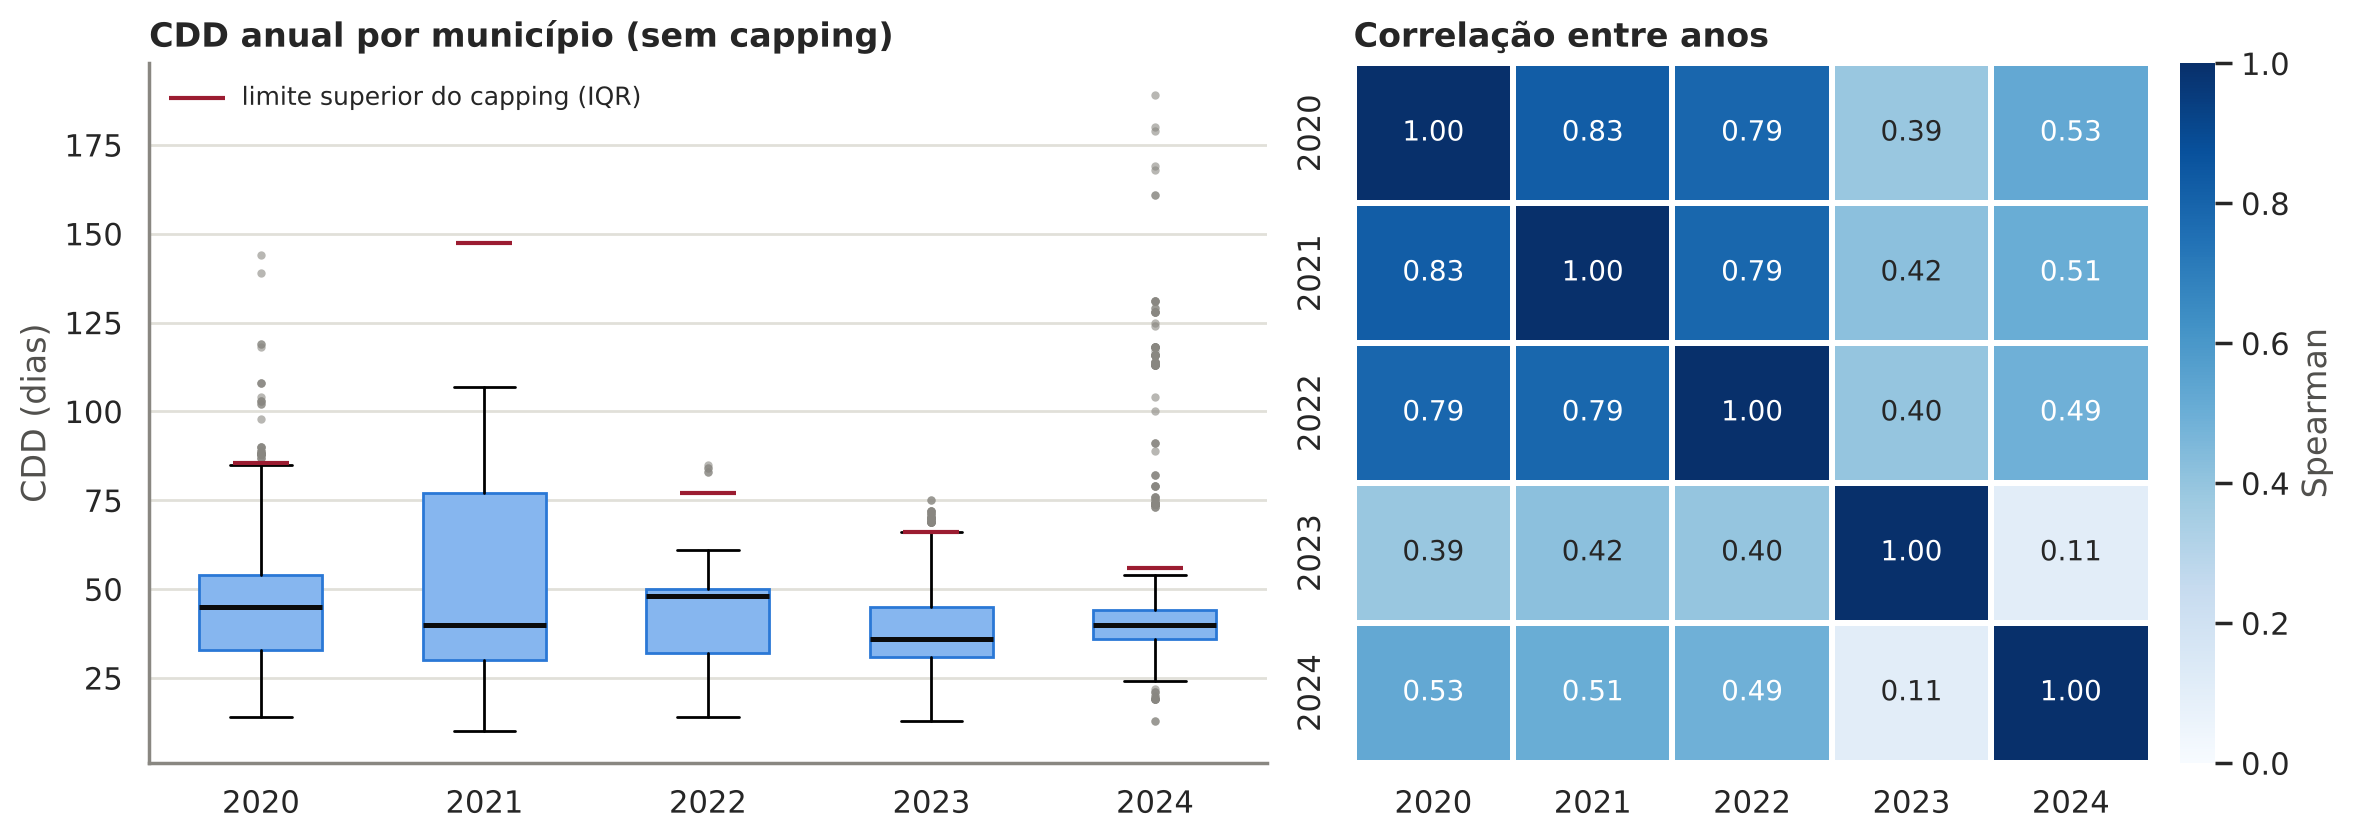 CDD anual por município (sem capping)
limite superior do capping (IQR)
CDD (dias)
175
150
125
100
75
50
25
2020 2021 2022 2023 2024
Correlação entre anos
2020 1.00 0.83 0.79 0.39 0.53
2021 0.83 1.00 0.79 0.42 0.51
2022 0.79 0.79 1.00 0.40 0.49
2023 0.39 0.42 0.40 1.00 0.11
2024 0.53 0.51 0.49 0.11 1.00
2020 2021 2022 2023 2024
1.0
0.8
0.6
0.4
0.2
0.0
Spearman